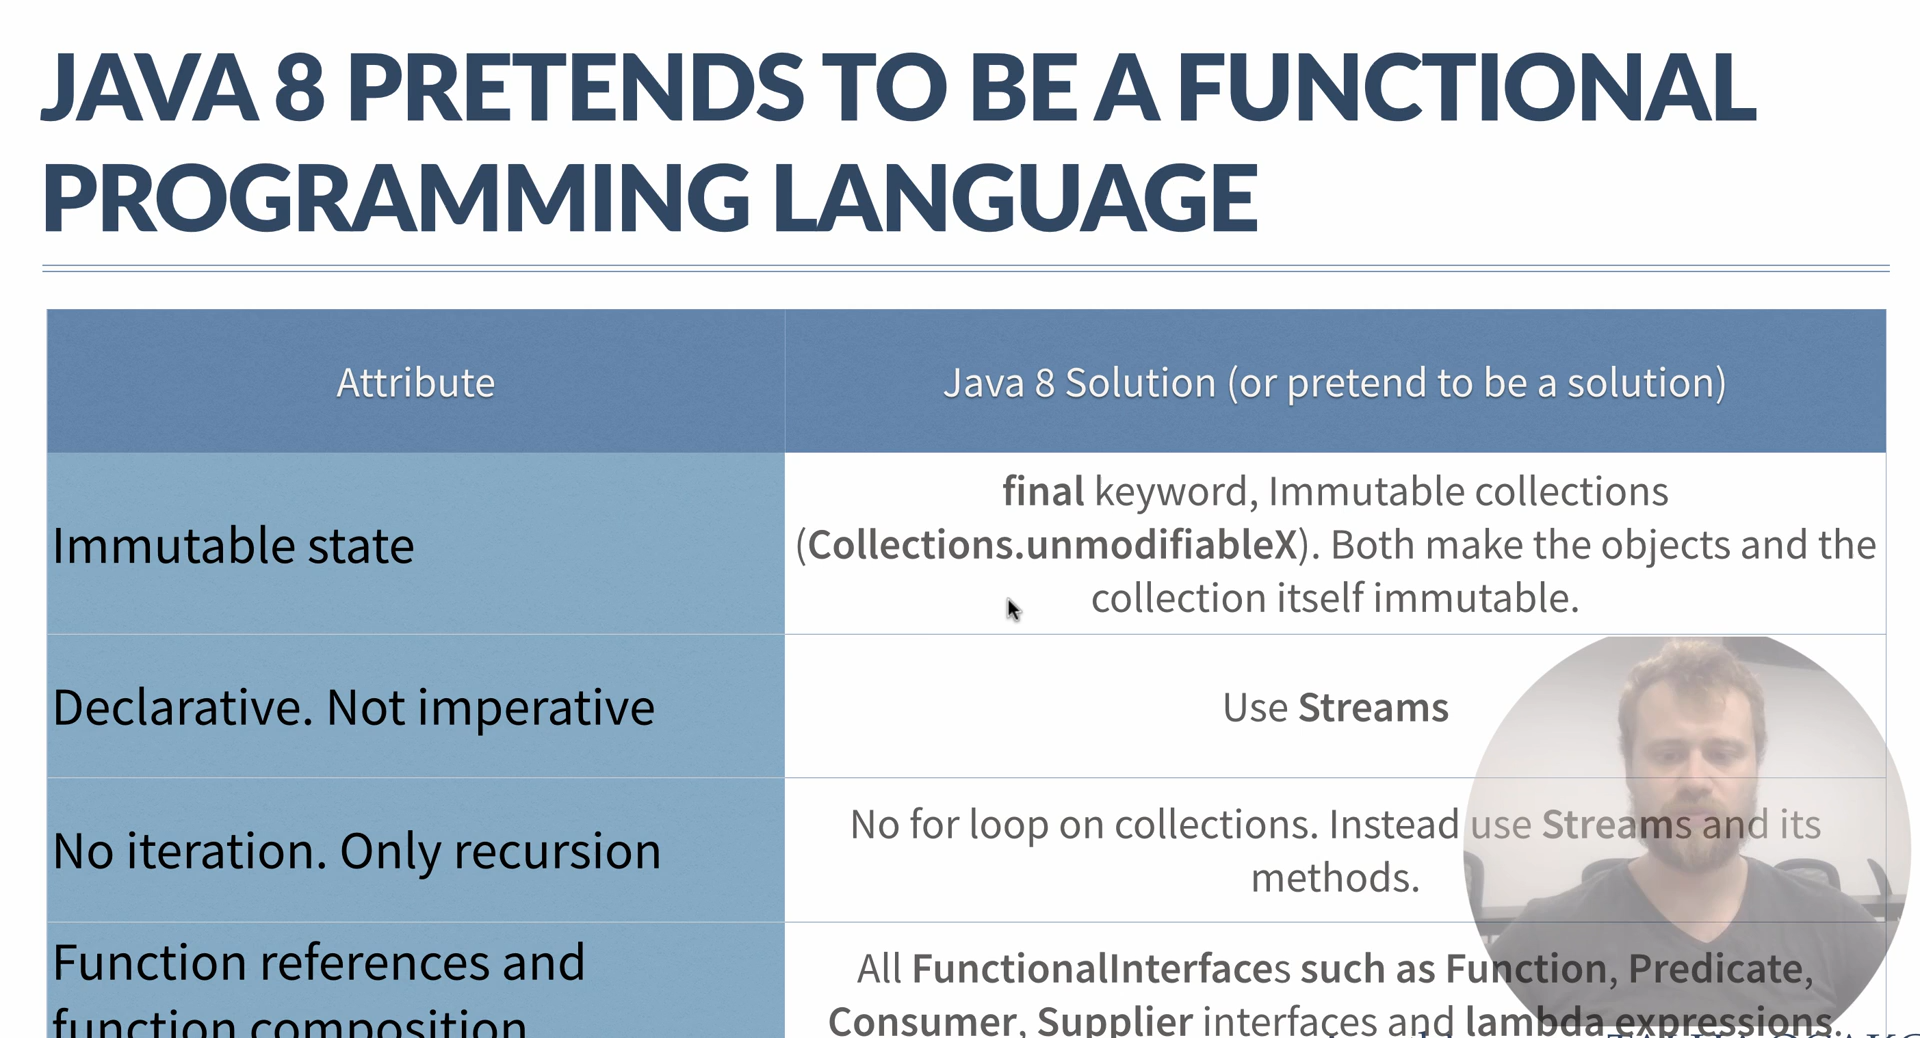 JAVA 8 PRETENDS TO BE A FUNCTIONAL
PROGRAMMING LANGUAGE
Attribute
Java 8 Solution (or pretend to be a solution)
Immutable state
final keyword, Immutable collections
(Collections.unmodifiableX). Both make the objects and the
collection itself immutable.
Declarative. Not imperative
Use Streams
No iteration. Only recursion
No for loop on collections. Instead use Streams and its
methods.
Function references and
function composition
All FunctionalInterfaces such as Function, Predicate,
Consumer, Supplier interfaces and lambda expressions.